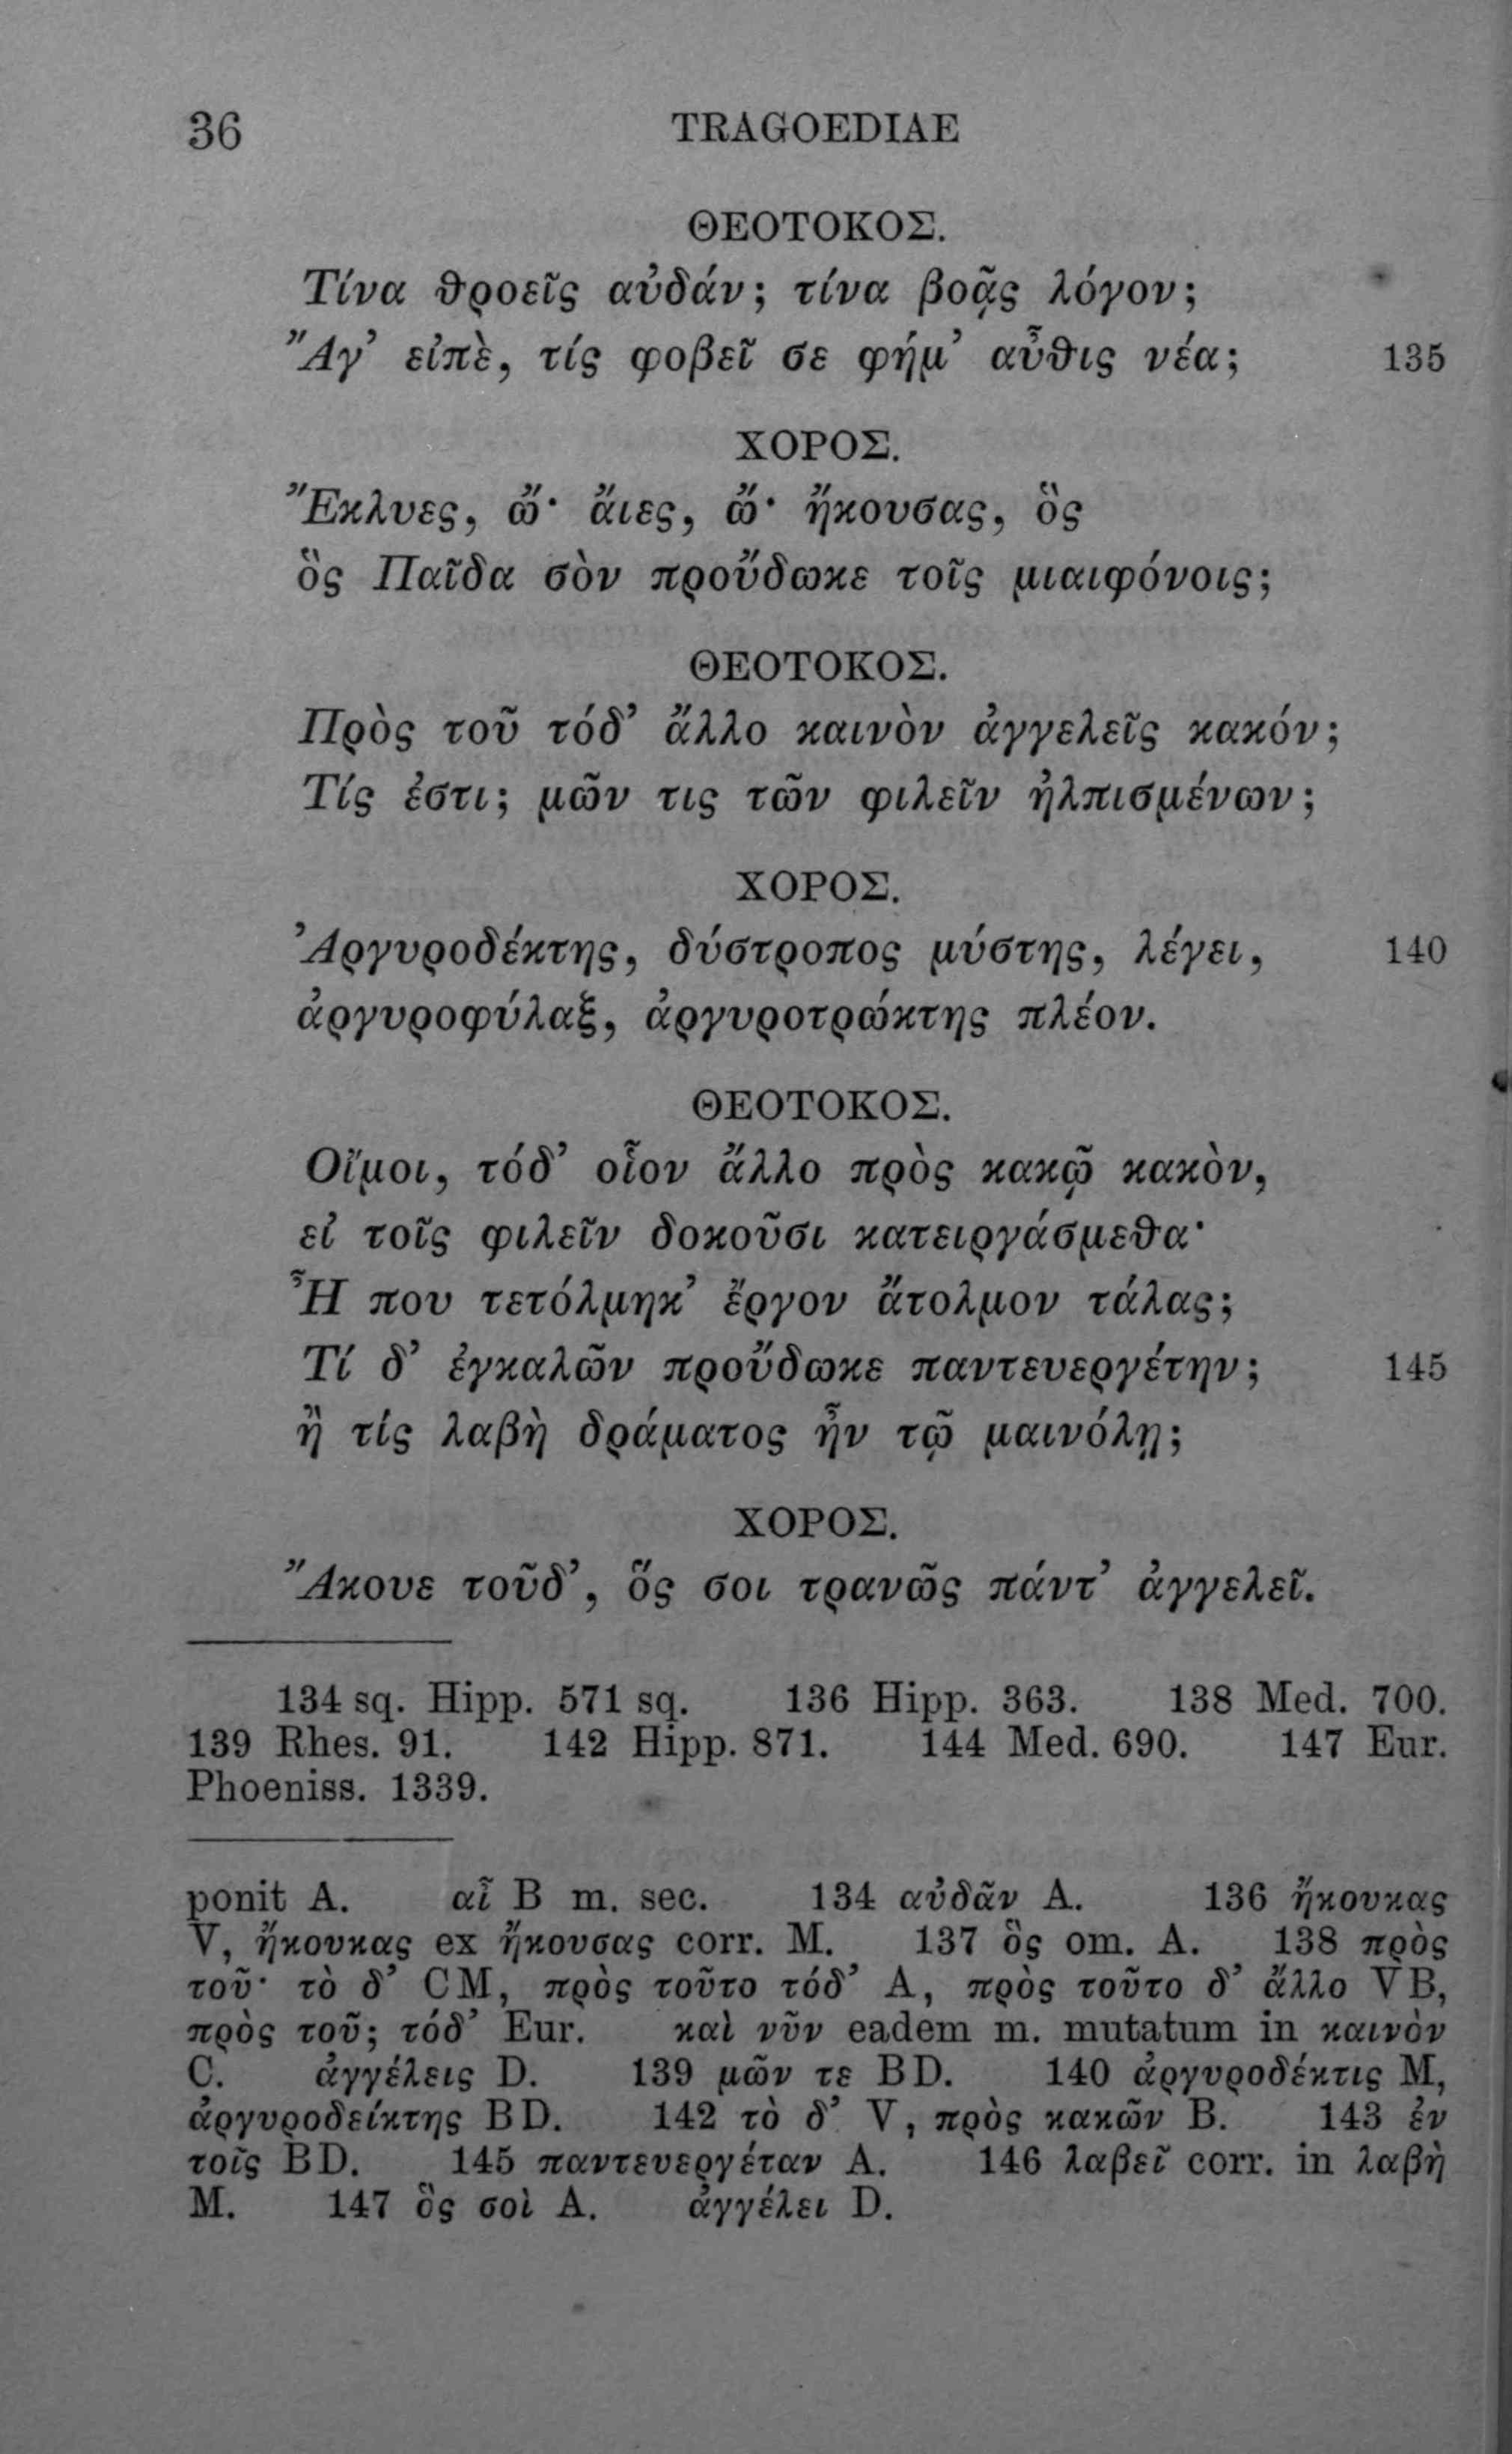 36 TRAGOEDIAE
ΘΕΟΤΟΚΟΣ.
Τίνα θροεῖς αὐδάν; τίνα βοᾷς λόγον;
Ἄγ’ εἰπὲ, τίς φοβεῖ σε φήμ’ αὖθις νέα; 135
ΧΟΡΟΣ.
Ἔκλυες, ὤ· ἄιες, ὤ· ἤκουσας, ὃς
ὃς Παῖδα σὸν προὔδωκε τοῖς μιαιφόνοις;
ΘΕΟΤΟΚΟΣ.
Πρὸς τοῦ τόδ’ ἄλλο καινὸν ἀγγελεῖς κακόν;
Τίς ἐστι; μῶν τις τῶν φιλεῖν ἠλπισμένων;
ΧΟΡΟΣ.
Ἀργυροδέκτης, δύστροπος μύστης, λέγει, 140
ἀργυροφύλαξ, ἀργυροτρώκτης πλέον.
ΘΕΟΤΟΚΟΣ.
Οἴμοι, τόδ’ οἷον ἄλλο πρὸς κακῷ κακὸν,
εἰ τοῖς φιλεῖν δοκοῦσι κατειργάσμεθα·
Ἦ που τετόλμηκ’ ἔργον ἄτολμον τάλας;
Τί δ’ ἐγκαλῶν προὔδωκε παντευεργέτην; 145
ἢ τίς λαβὴ δράματος ἦν τῷ μαινόλῃ;
ΧΟΡΟΣ.
Ἄκουε τοῦδ’, ὅς σοι τρανῶς πάντ’ ἀγγελεῖ.
134 sq. Hipp. 571 sq. 136 Hipp. 363. 138 Med. 700.
139 Rhes. 91. 142 Hipp. 871. 144 Med. 690. 147 Eur.
Phoeniss. 1339.
ponit A. αἶ B m. sec. 134 αὐδᾶν A. 136 ἤκουκας
V, ἤκουκας ex ἤκουσας corr. M. 137 ὃς om. A. 138 πρὸς
τοῦ· τὸ δ’ CM, πρὸς τοῦτο τόδ’ A, πρὸς τοῦτο δ’ ἄλλο VB,
πρὸς τοῦ; τόδ’ Eur. καὶ νῦν eadem m. mutatum in καινὸν
C. ἀγγέλεις D. 139 μῶν τε BD. 140 ἀργυροδέκτις M,
ἀργυροδείκτης BD. 142 τὸ δ’ V, πρὸς κακῶν B. 143 ἐν
τοῖς BD. 145 παντευεργέταν A. 146 λαβεῖ corr. in λαβὴ
M. 147 ὃς σοὶ A. ἀγγέλει D.